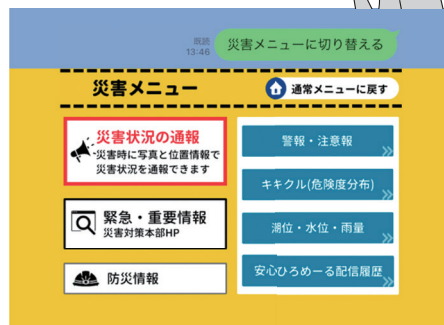 既読
13:46
災害メニューに切り替える
災害メニュー
通常メニューに戻す
災害状況の通報
災害時に写真と位置情報で
災害状況を通報できます
緊急・重要情報
災害対策本部HP
防災情報
警報・注意報
キキクル(危険度分布)
潮位・水位・雨量
安心ひろめーる配信履歴